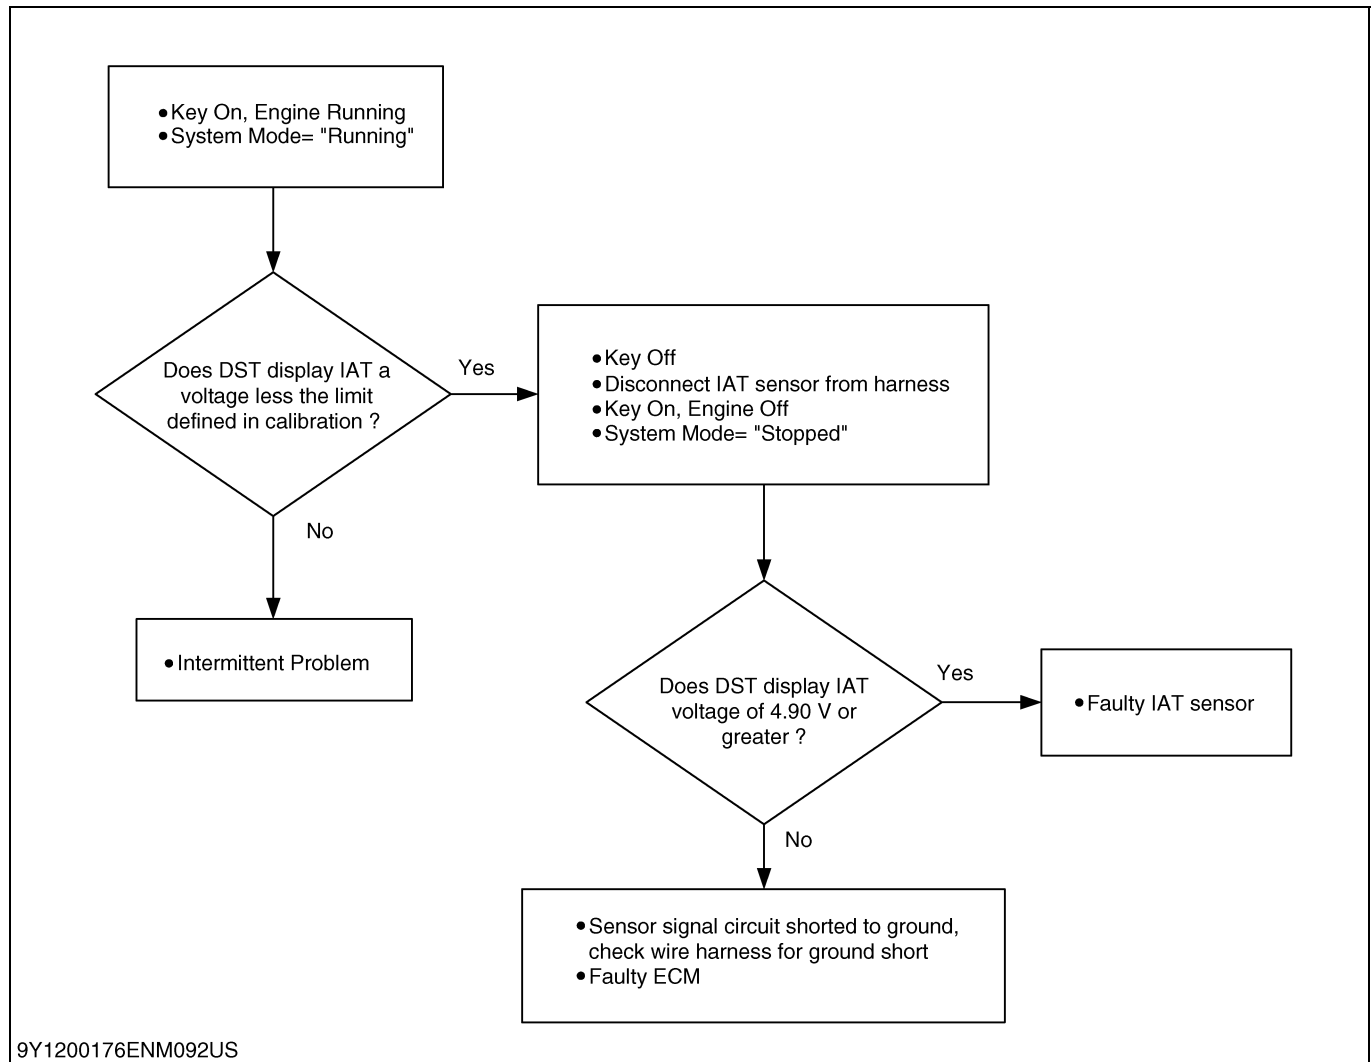 ●Key On, Engine Running
●System Mode= "Running"
Does DST display IAT a
voltage less the limit
defined in calibration ?
Yes
No
●Intermittent Problem
●Key Off
●Disconnect IAT sensor from harness
●Key On, Engine Off
●System Mode= "Stopped"
Does DST display IAT
voltage of 4.90 V or
greater ?
Yes
●Faulty IAT sensor
No
●Sensor signal circuit shorted to ground,
check wire harness for ground short
●Faulty ECM
9Y1200176ENM092US